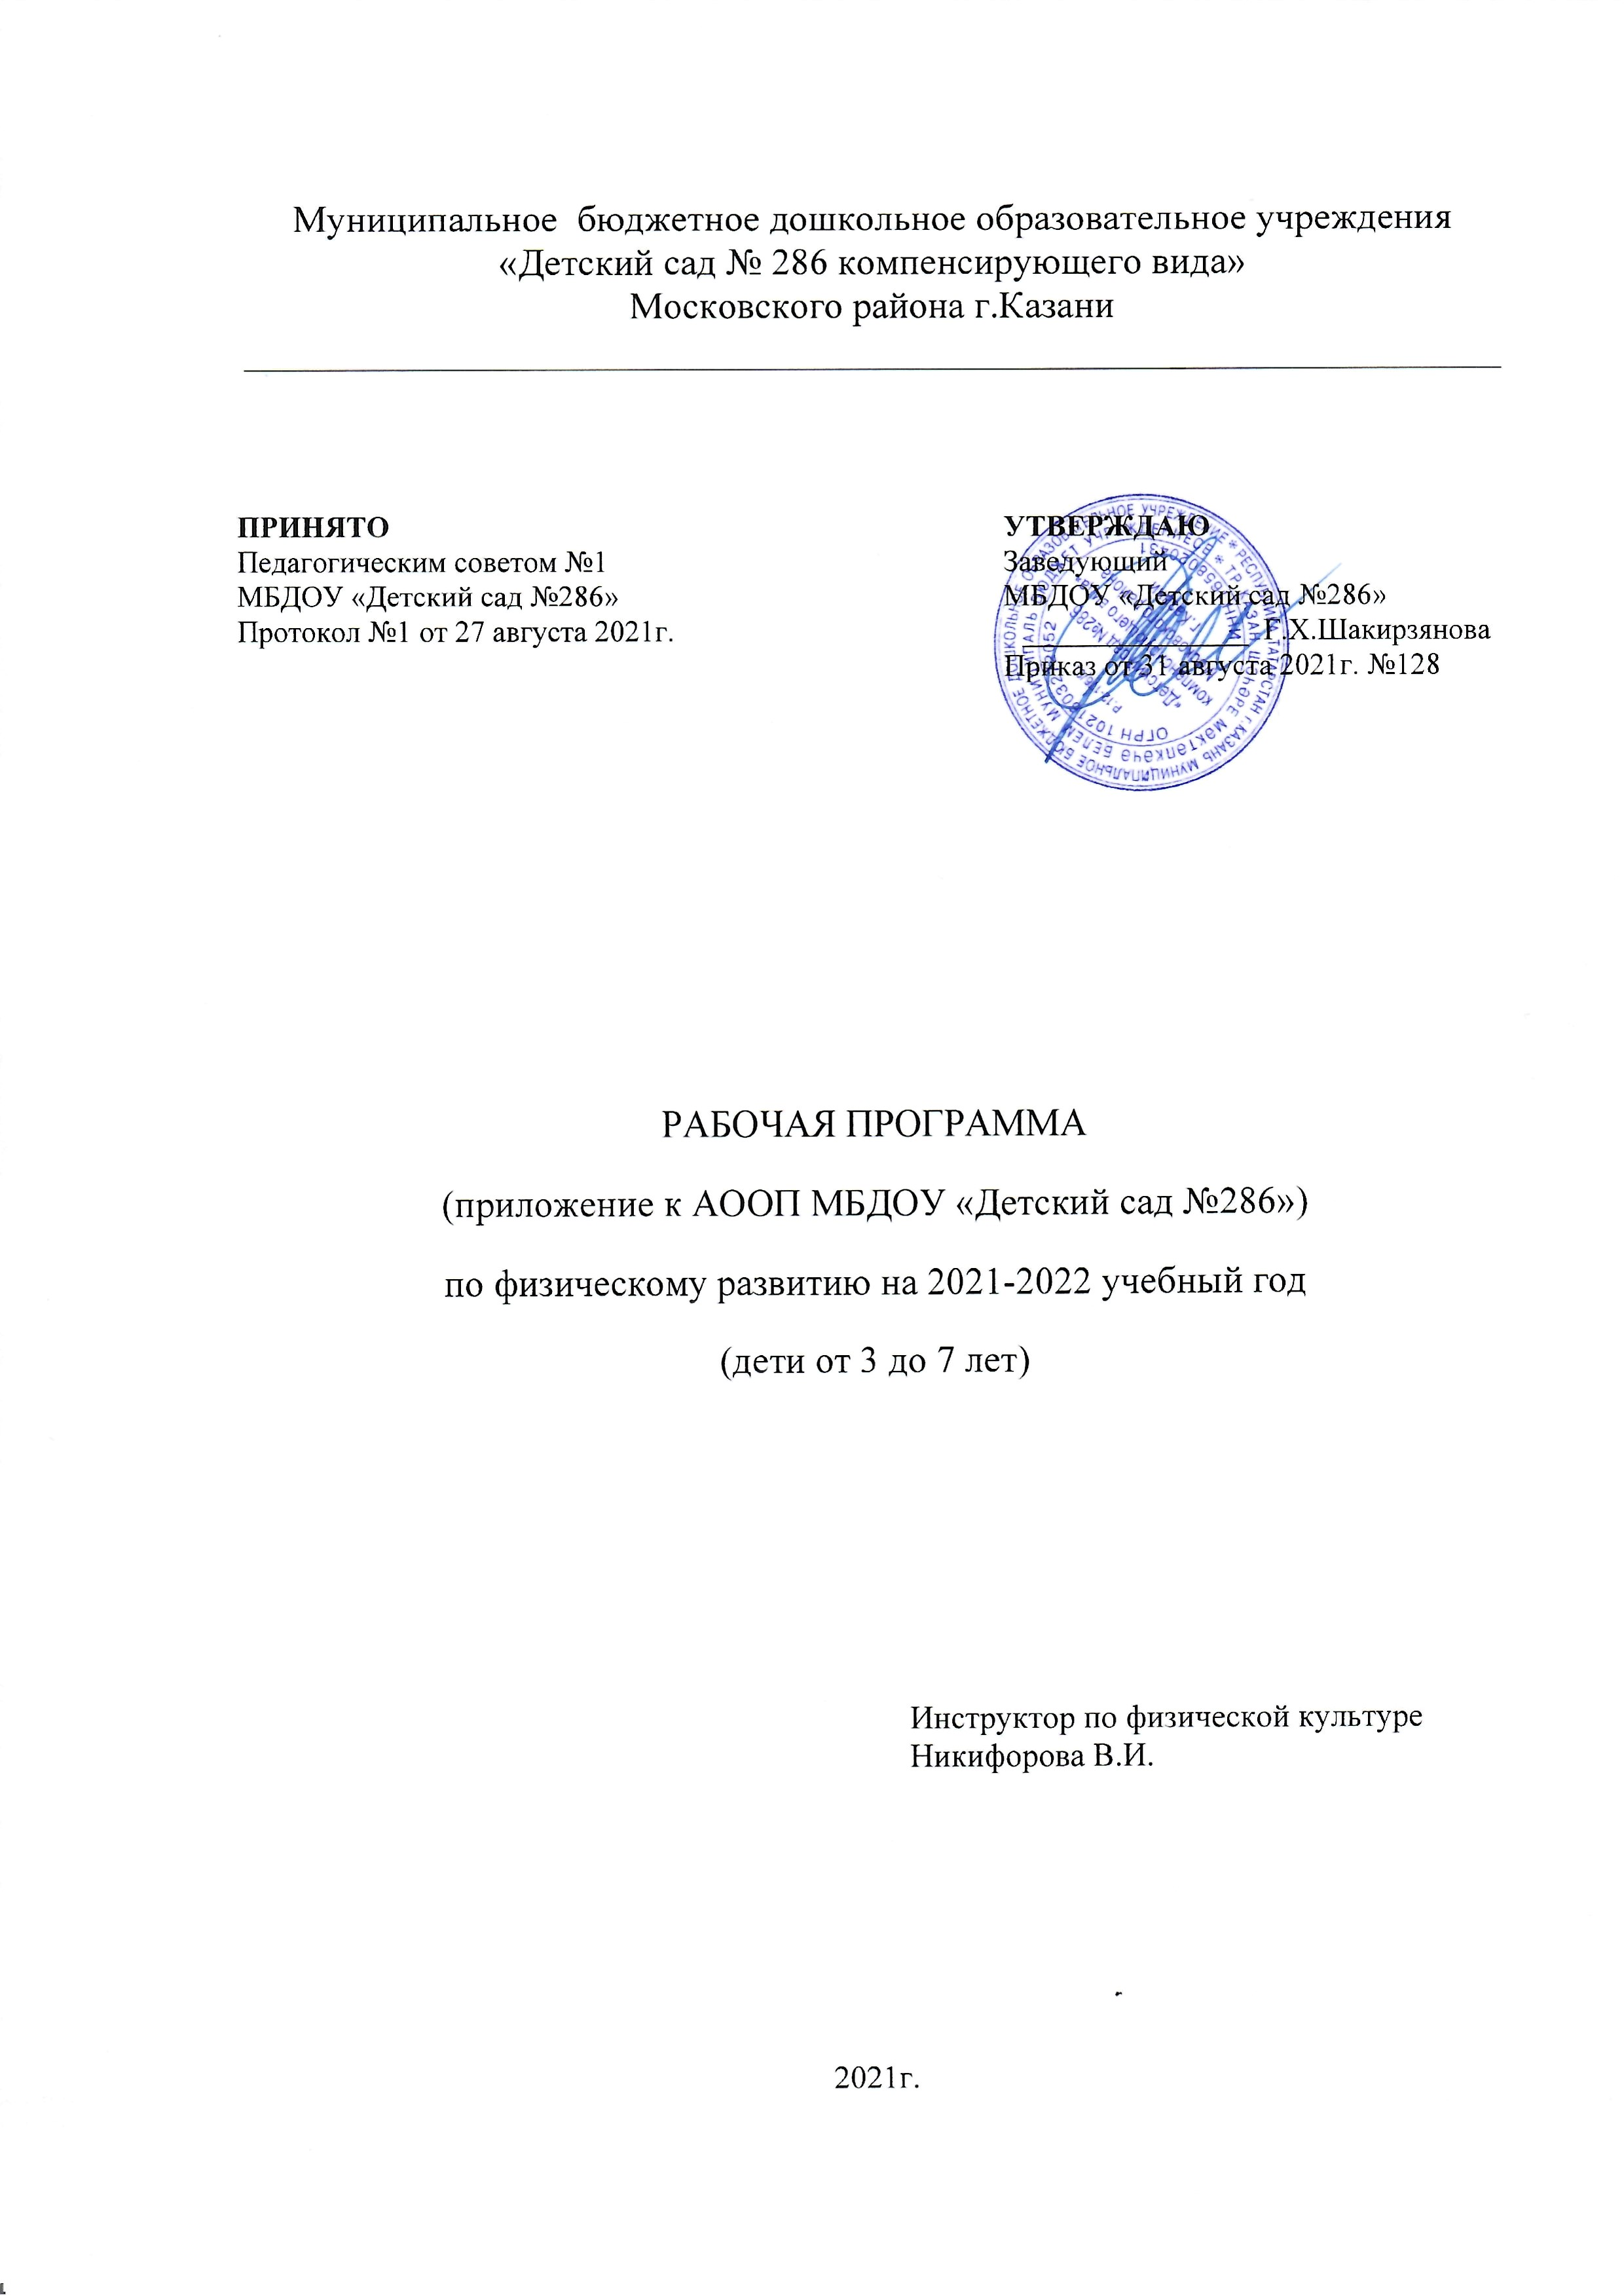 Муниципальное  бюджетное дошкольное образовательное учреждения
«Детский сад № 286 компенсирующего вида»
Московского района г.Казани
ПРИНЯТО
Педагогическим советом №1
МБДОУ «Детский сад №286»
Протокол №1 от 27 августа 2021г.
УТВЕРЖДАЮ
Заведующий
МБДОУ «Детский сад №286»
Г.Х.Шакирзянова
Приказ от 31 августа 2021г. №128
РАБОЧАЯ ПРОГРАММА
(приложение к АООП МБДОУ «Детский сад №286»)
по физическому развитию на 2021-2022 учебный год
(дети от 3 до 7 лет)
Инструктор по физической культуре
Никифорова В.И.
2021г.